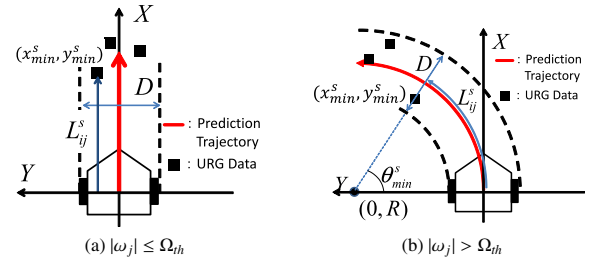 X
(x^s_min, y^s_min)
D
L^s_ij
: Prediction
Trajectory
: URG Data
Y
(a) |ω_j| ≤ Ω_th
X
D
(x^s_min, y^s_min)
L^s_ij
: Prediction
Trajectory
: URG Data
Y
θ^s_min
(0, R)
(b) |ω_j| > Ω_th